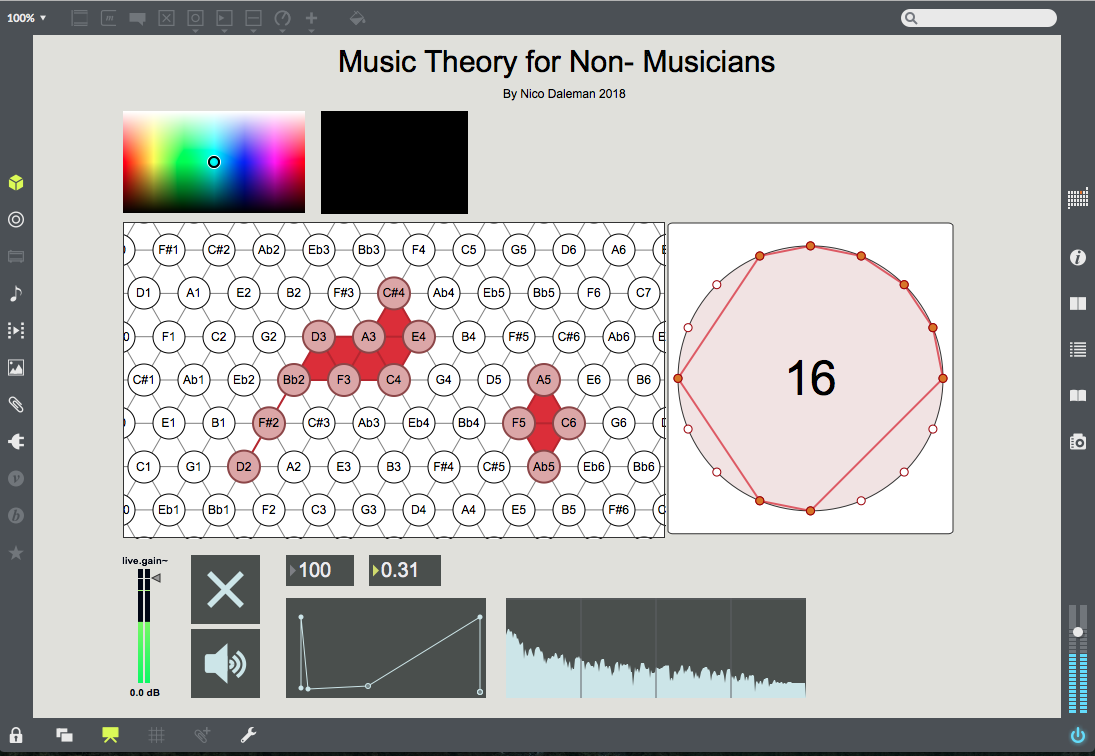 100%
Music Theory for Non- Musicians
By Nico Daleman 2018
F#1 C#2 Ab2 Eb3 Bb3 F4 C5 G5 D6 A6
D1 A1 E2 B2 F#3 C#4 Ab4 Eb5 Bb5 F6 C7
F1 C2 G2 D3 A3 E4 B4 F#5 C#6 Ab6
C#1 Ab1 Eb2 Bb2 F3 C4 G4 D5 A5 E6 B6
E1 B1 F#2 C#3 Ab3 Eb4 Bb4 F5 C6 G6
C1 G1 D2 A2 E3 B3 F#4 C#5 Ab5 Eb6 Bb6
Eb1 Bb1 F2 C3 G3 D4 A4 E5 B5 F#6
16
live.gain~
0.0 dB
100
0.31